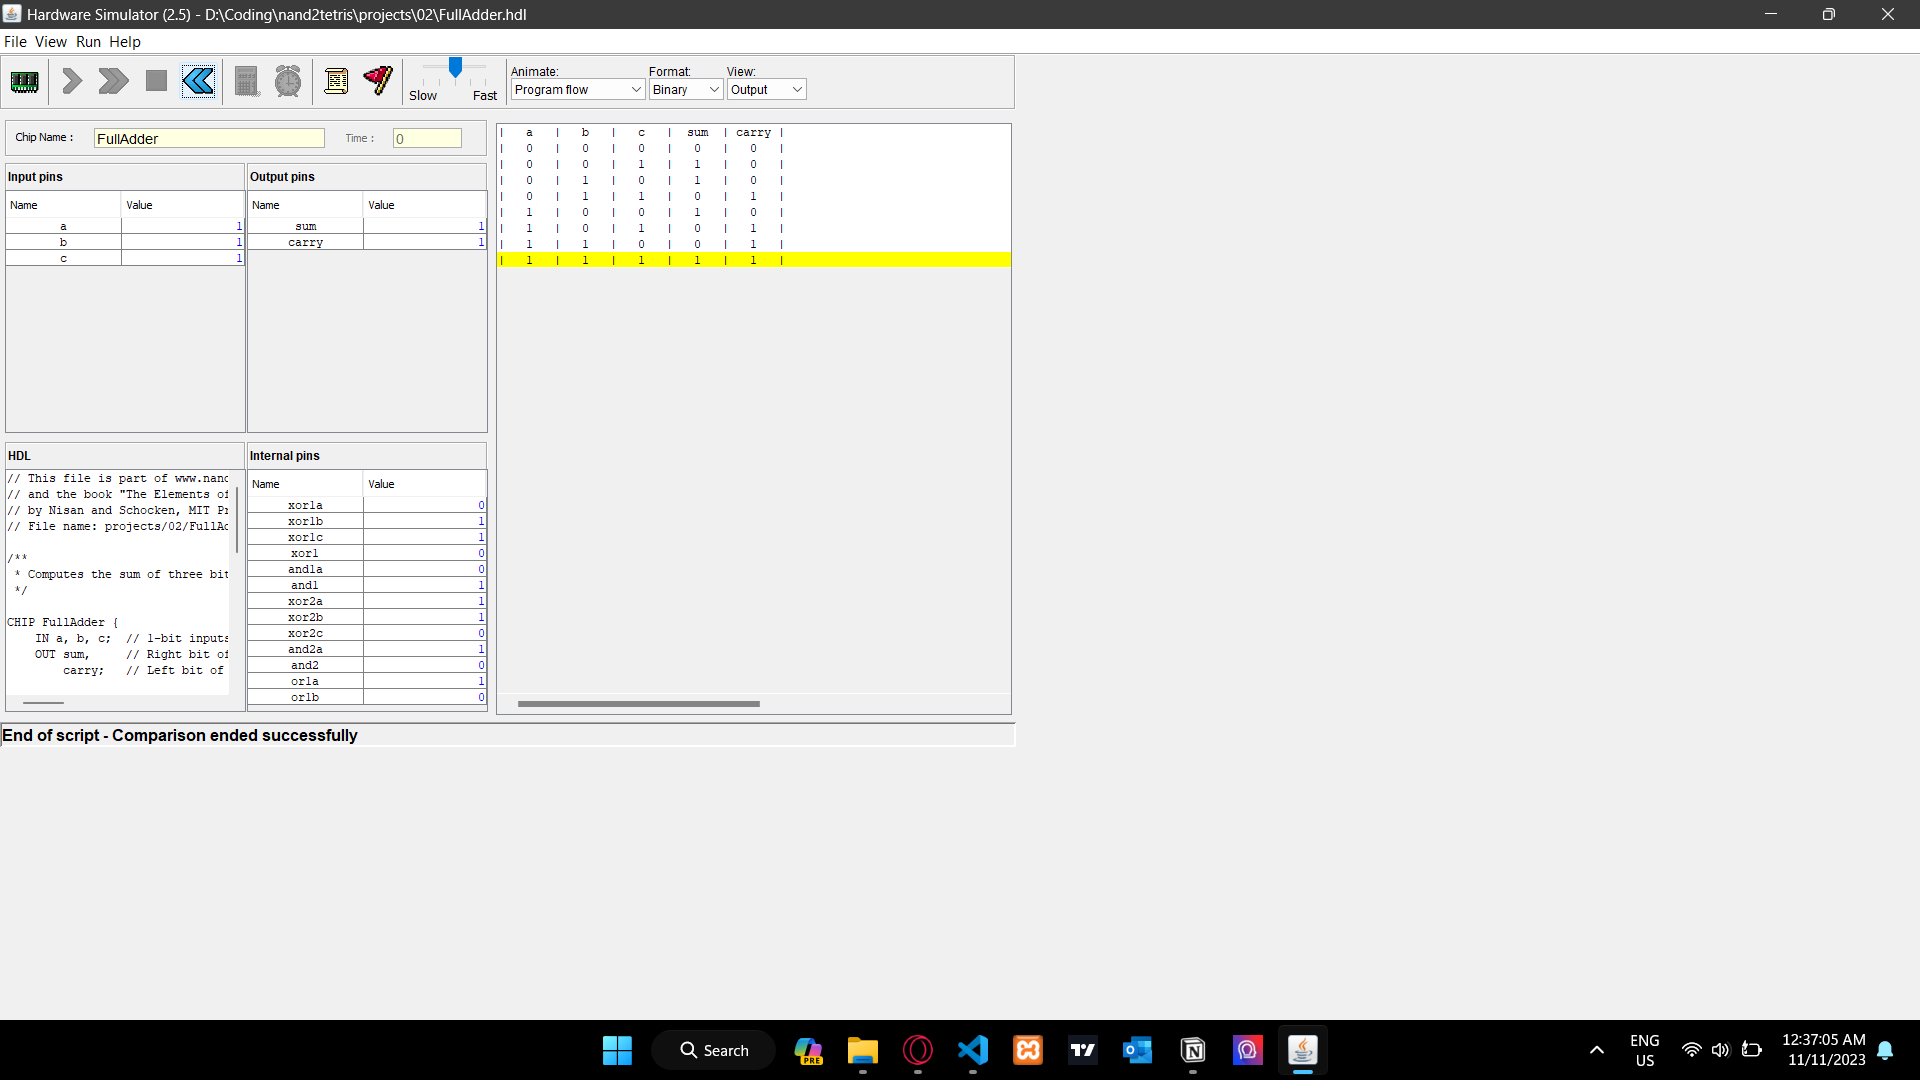 Hardware Simulator (2.5) - D:\Coding\nand2tetris\projects\02\FullAdder.hdl
File View Run Help
Slow Fast
Animate: Format: View:
Program flow Binary Output
Chip Name : FullAdder Time : 0
Input pins
Name Value
a 1
b 1
c 1
Output pins
Name Value
sum 1
carry 1
| a | b | c | sum | carry |
| 0 | 0 | 0 | 0 | 0 |
| 0 | 0 | 1 | 1 | 0 |
| 0 | 1 | 0 | 1 | 0 |
| 0 | 1 | 1 | 0 | 1 |
| 1 | 0 | 0 | 1 | 0 |
| 1 | 0 | 1 | 0 | 1 |
| 1 | 1 | 0 | 0 | 1 |
| 1 | 1 | 1 | 1 | 1 |
HDL
// This file is part of www.nand
// and the book "The Elements of
// by Nisan and Schocken, MIT Pr
// File name: projects/02/FullAd
/**
* Computes the sum of three bit
*/
CHIP FullAdder {
IN a, b, c; // 1-bit inputs
OUT sum, // Right bit of
carry; // Left bit of
Internal pins
Name Value
xor1a 0
xor1b 1
xor1c 1
xor1 0
and1a 0
and1 1
xor2a 1
xor2b 1
xor2c 0
and2a 1
and2 0
or1a 1
or1b 0
End of script - Comparison ended successfully
Search
PRE
ENG
US
12:37:05 AM
11/11/2023